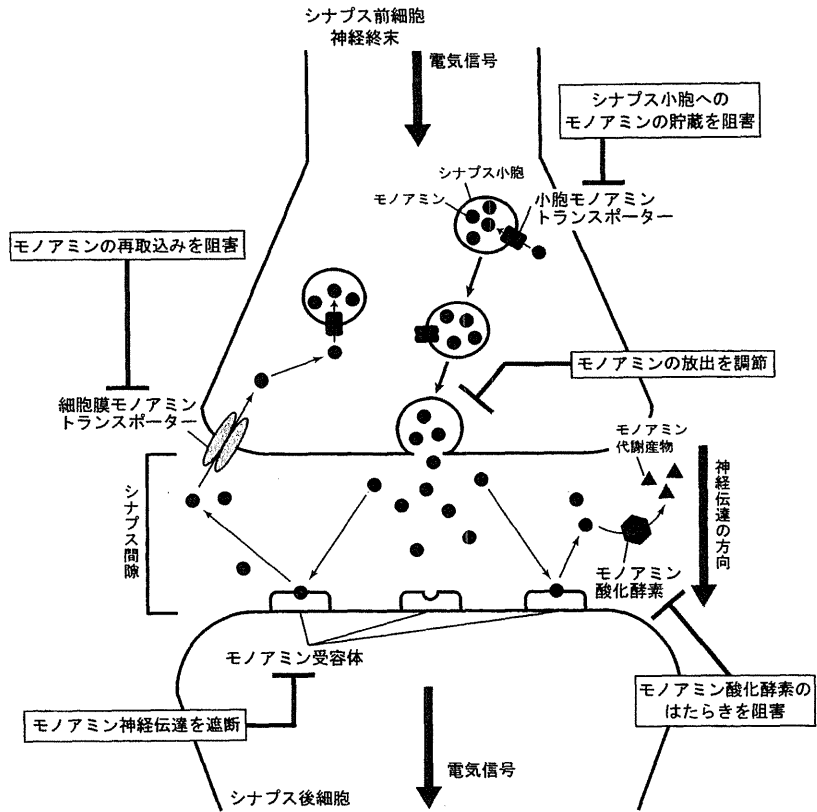 シナプス前細胞
神経終末
電気信号
シナプス小胞への
モノアミンの貯蔵を阻害
シナプス小胞
モノアミン
小胞モノアミン
トランスポーター
モノアミンの再取込みを阻害
モノアミンの放出を調節
細胞膜モノアミン
トランスポーター
モノアミン
代謝産物
シナプス間隙
神経伝達の方向
モノアミン
酸化酵素
モノアミン受容体
モノアミン酸化酵素の
はたらきを阻害
モノアミン神経伝達を遮断
電気信号
シナプス後細胞